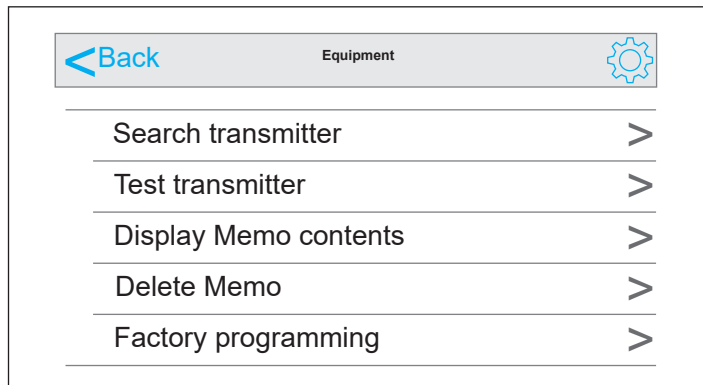 <Back Equipment
Search transmitter >
Test transmitter >
Display Memo contents >
Delete Memo >
Factory programming >